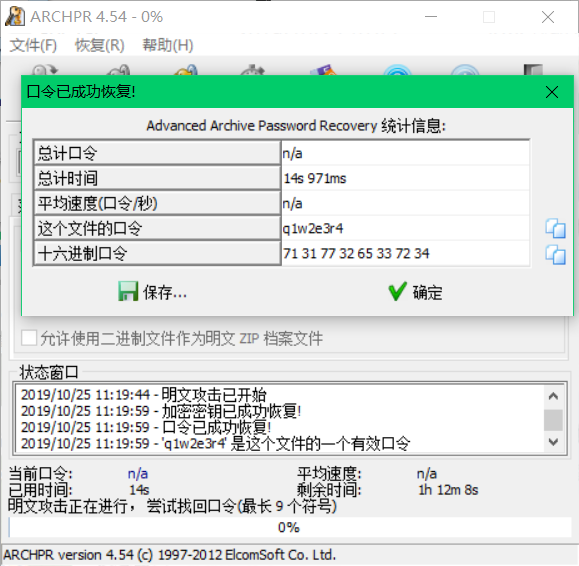 ARCHPR 4.54 - 0%
文件(F) 恢复(R) 帮助(H)
口令已成功恢复!
Advanced Archive Password Recovery 统计信息:
总计口令 n/a
总计时间 14s 971ms
平均速度(口令/秒) n/a
这个文件的口令 q1w2e3r4
十六进制口令 71 31 77 32 65 33 72 34
保存... 确定
允许使用二进制文件作为明文 ZIP 档案文件
状态窗口
2019/10/25 11:19:44 - 明文攻击已开始
2019/10/25 11:19:59 - 加密密钥已成功恢复!
2019/10/25 11:19:59 - 口令已成功恢复!
2019/10/25 11:19:59 - 'q1w2e3r4' 是这个文件的一个有效口令
当前口令: n/a 平均速度: n/a
已用时间: 14s 剩余时间: 1h 12m 8s
明文攻击正在进行，尝试找回口令(最长 9 个符号)
0%
ARCHPR version 4.54 (c) 1997-2012 ElcomSoft Co. Ltd.